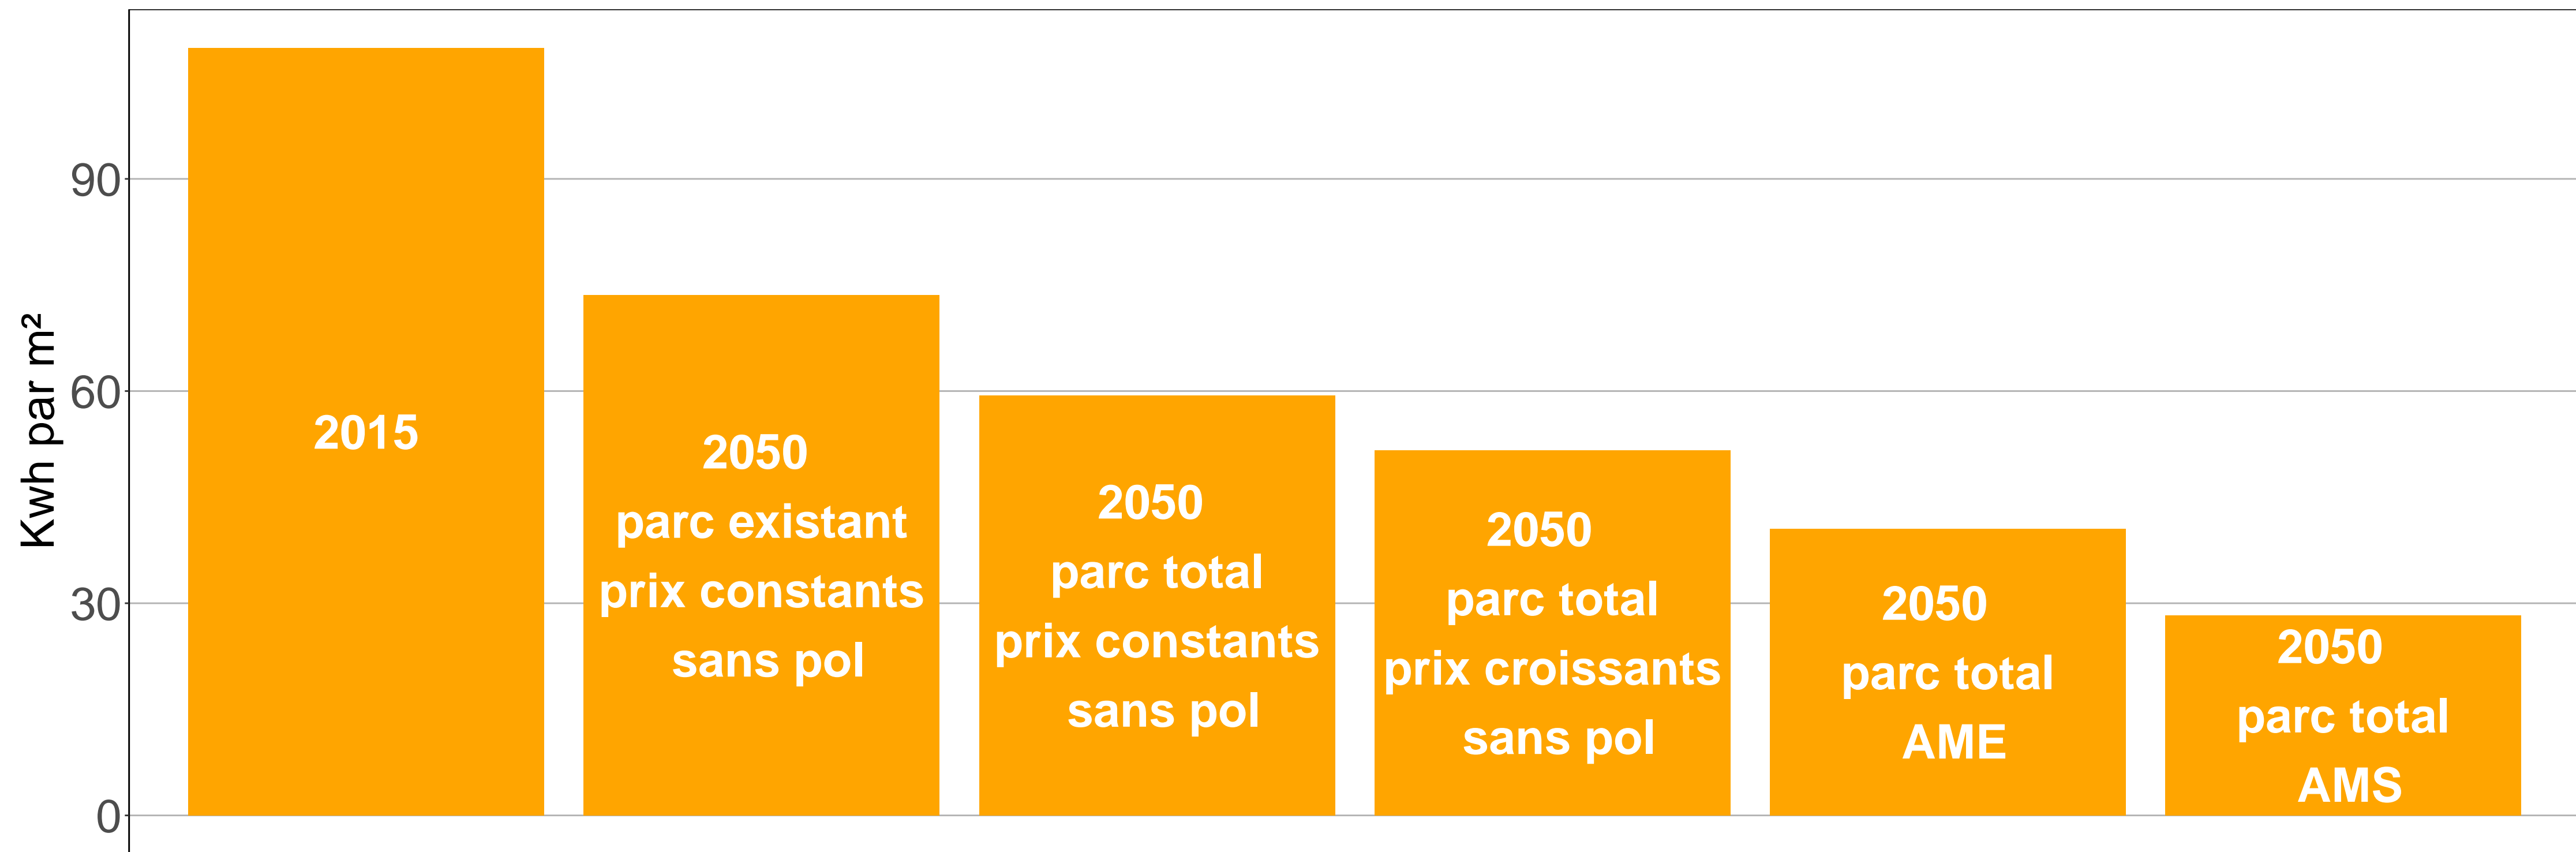 Kwh par m²
90
60
30
0
2015
2050
parc existant
prix constants
sans pol
2050
parc total
prix constants
sans pol
2050
parc total
prix croissants
sans pol
2050
parc total
AME
2050
parc total
AMS